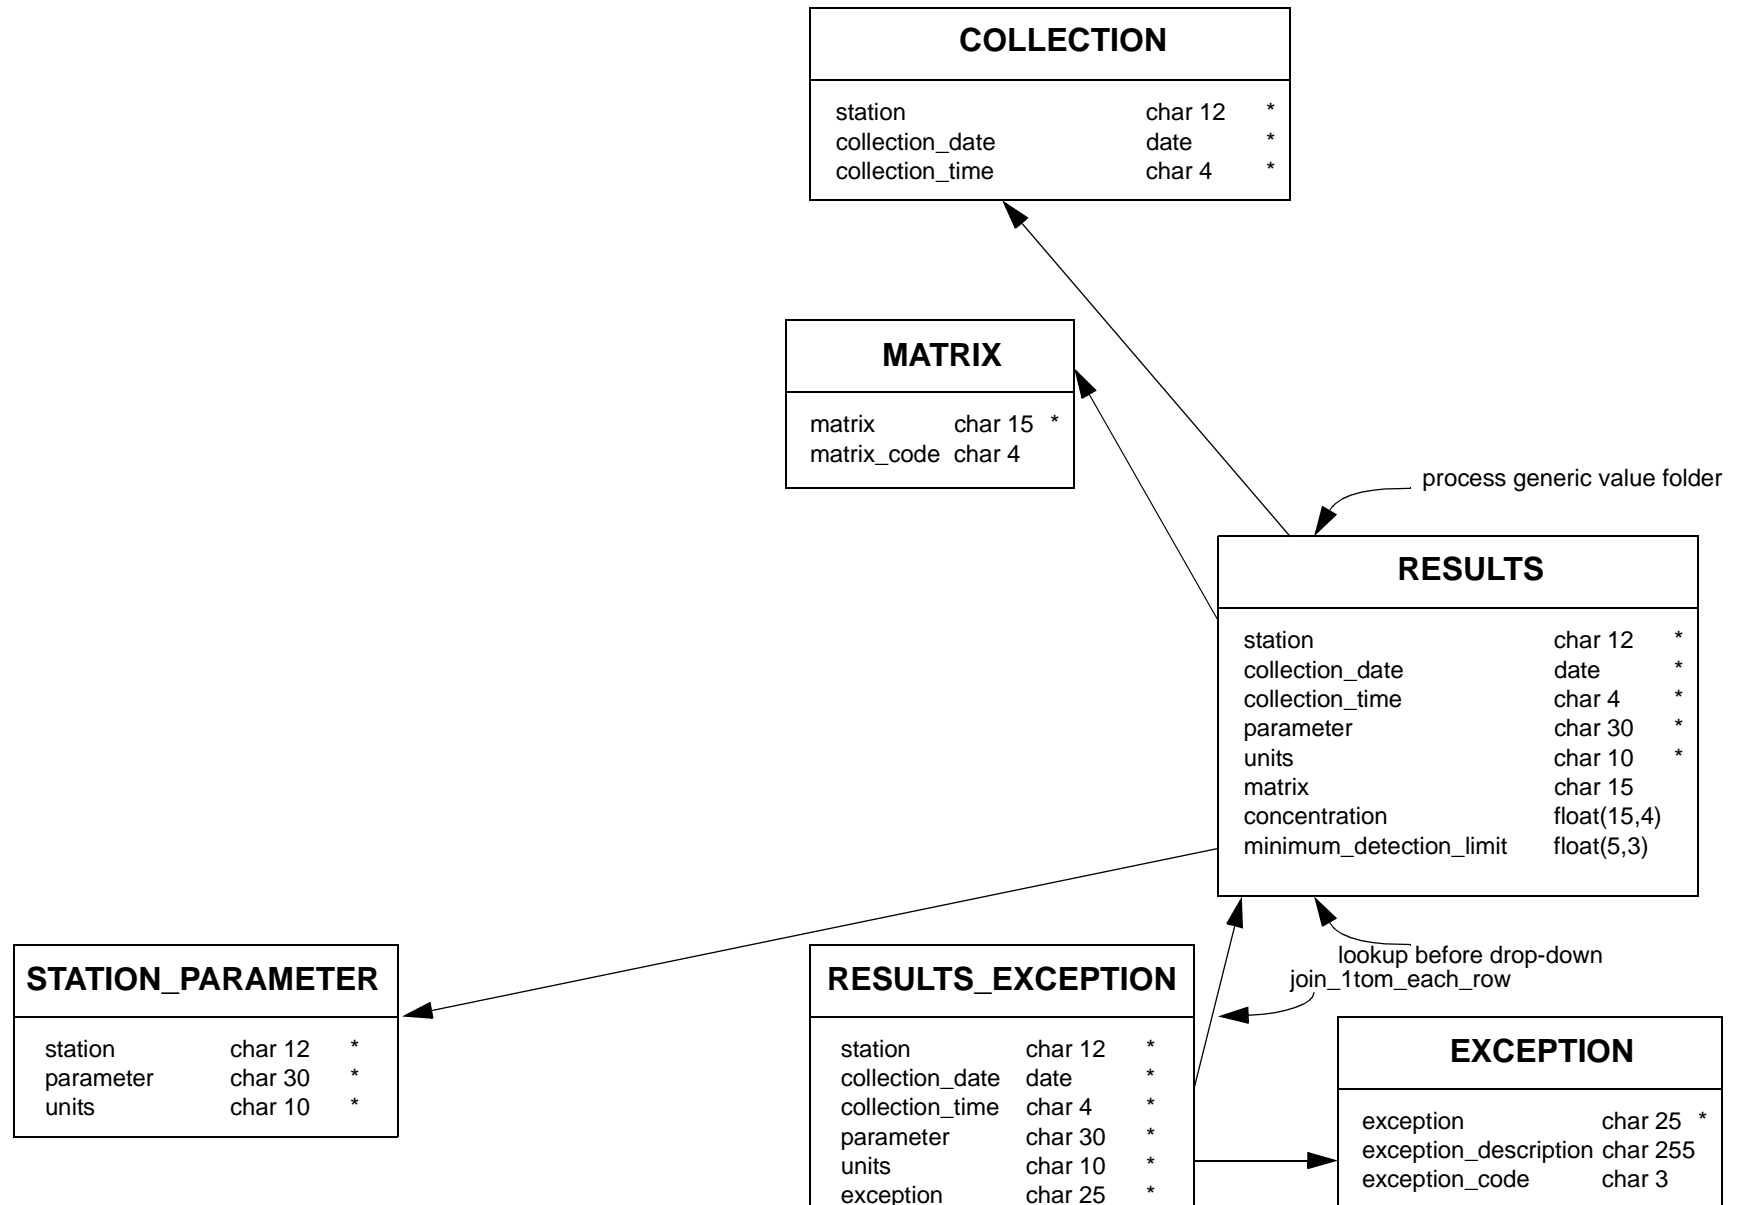 COLLECTION
station char 12 *
collection_date date *
collection_time char 4 *
MATRIX
matrix char 15 *
matrix_code char 4
process generic value folder
RESULTS
station char 12 *
collection_date date *
collection_time char 4 *
parameter char 30 *
units char 10 *
matrix char 15
concentration float(15,4)
minimum_detection_limit float(5,3)
lookup before drop-down
join_1tom_each_row
STATION_PARAMETER
station char 12 *
parameter char 30 *
units char 10 *
RESULTS_EXCEPTION
station char 12 *
collection_date date *
collection_time char 4 *
parameter char 30 *
units char 10 *
exception char 25 *
EXCEPTION
exception char 25 *
exception_description char 255
exception_code char 3